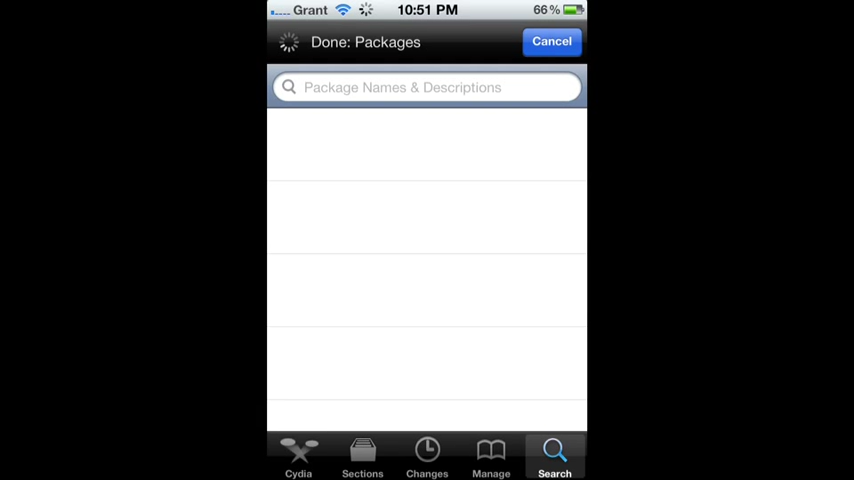 Grant 10:51 PM 66%
Done: Packages Cancel
Package Names & Descriptions
Cydia Sections Changes Manage Search